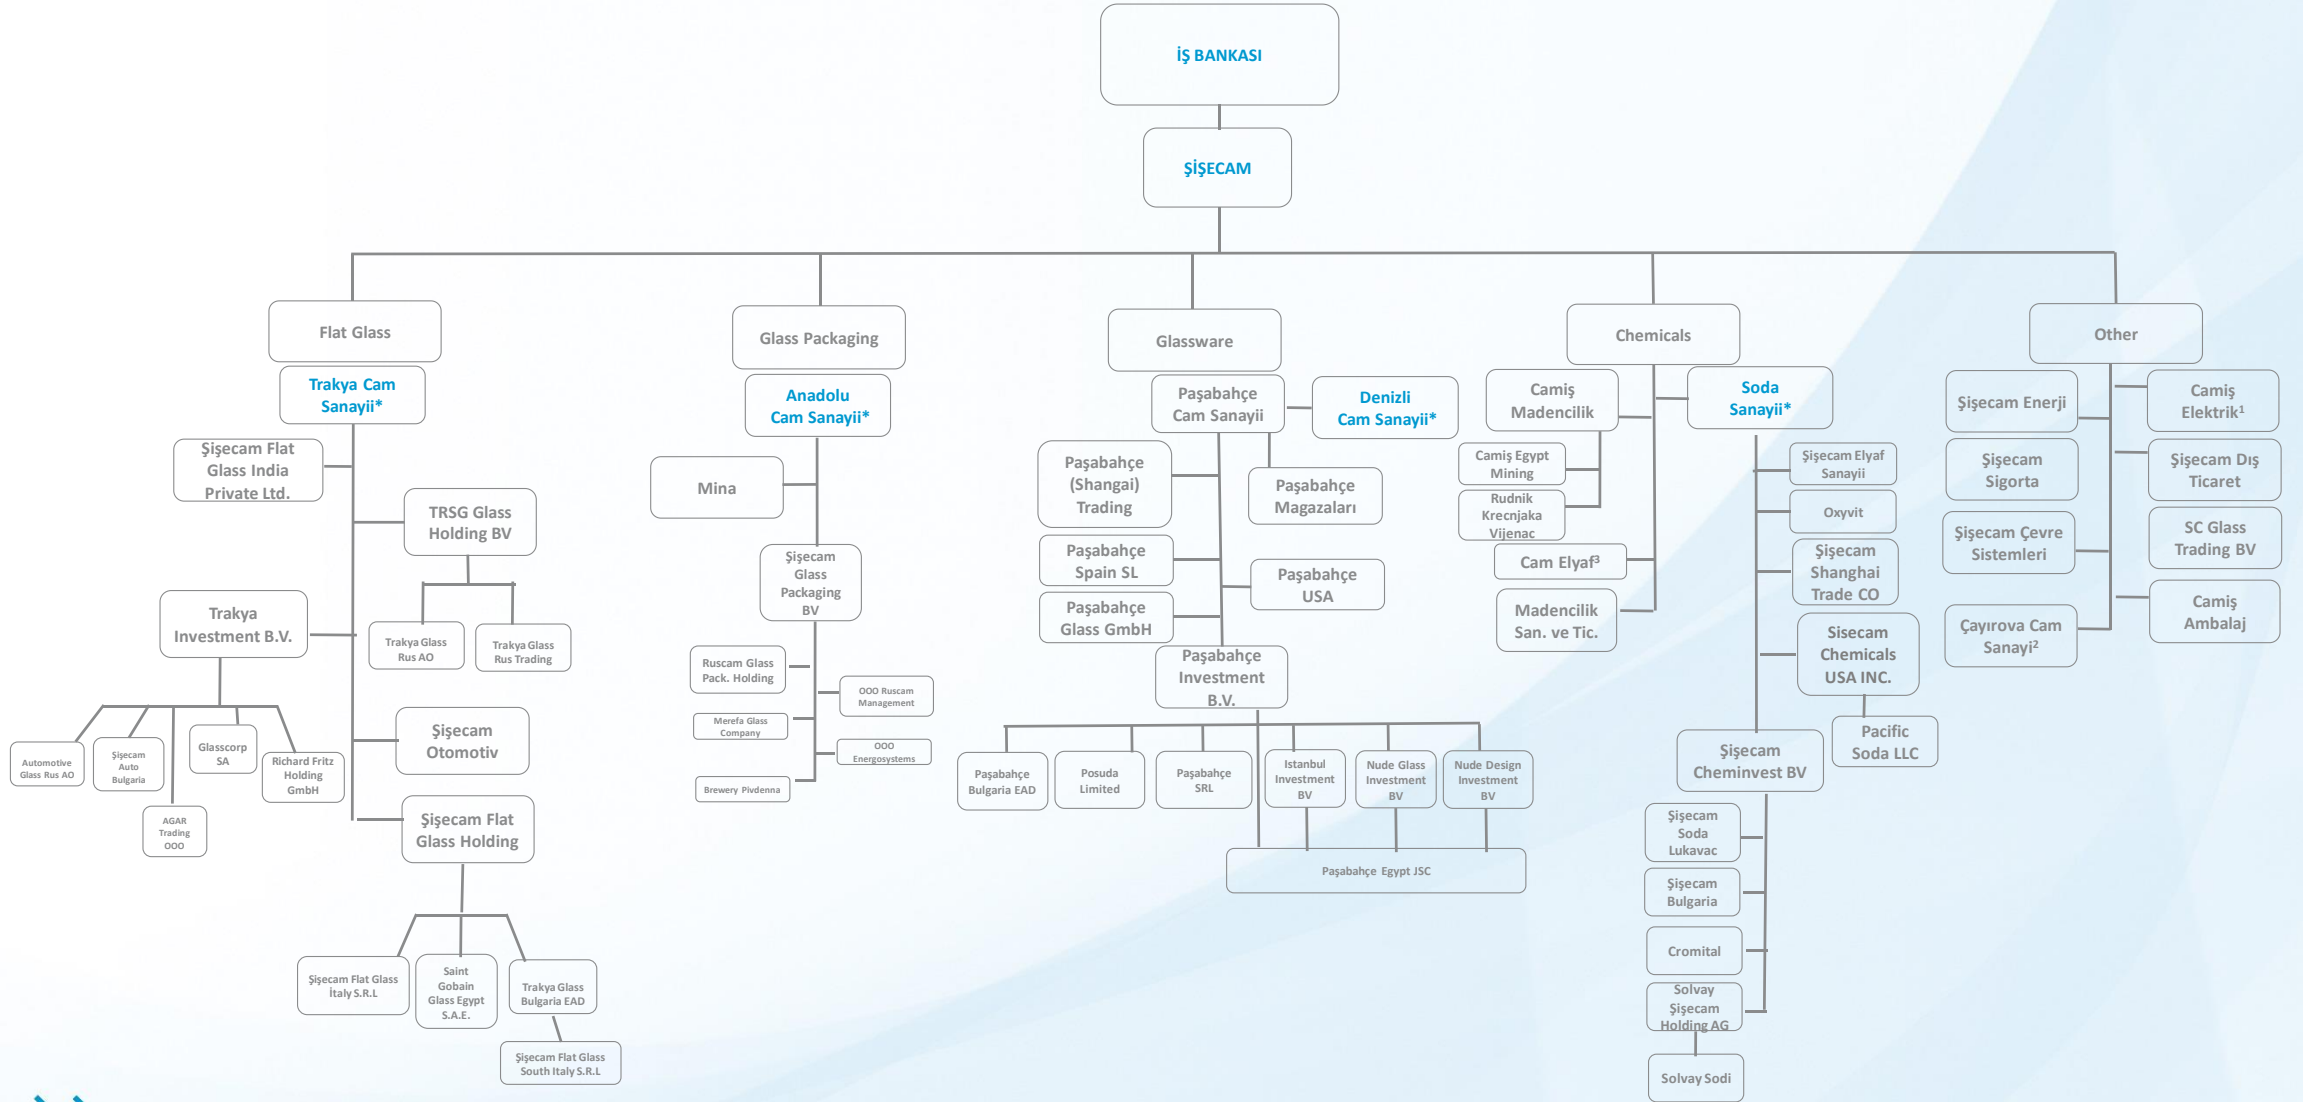 İŞ BANKASI
ŞİŞECAM
Flat Glass
Trakya Cam
Sanayii*
Şişecam Flat
Glass India
Private Ltd.
TRSG Glass
Holding BV
Trakya Glass
Rus AO
Trakya Glass
Rus Trading
Trakya
Investment B.V.
Automotive
Glass Rus AO
Şişecam
Auto
Bulgaria
AGAR
Trading
OOO
Glasscorp
SA
Richard Fritz
Holding
GmbH
Şişecam
Otomotiv
Şişecam Flat
Glass Holding
Şişecam Flat Glass
İtaly S.R.L
Saint
Gobain
Glass Egypt
S.A.E.
Trakya Glass
Bulgaria EAD
Şişecam Flat Glass
South Italy S.R.L
Glass Packaging
Anadolu
Cam Sanayii*
Mina
Şişecam
Glass
Packaging
BV
Ruscam Glass
Pack. Holding
OOO Ruscam
Management
Merefa Glass
Company
OOO
Energosystems
Brewery Pivdenna
Glassware
Paşabahçe
Cam Sanayii
Denizli
Cam Sanayii*
Paşabahçe
(Shangai)
Trading
Paşabahçe
Magazaları
Paşabahçe
Spain SL
Paşabahçe
USA
Paşabahçe
Glass GmbH
Paşabahçe
Investment
B.V.
Paşabahçe
Bulgaria EAD
Posuda
Limited
Paşabahçe
SRL
Istanbul
Investment
BV
Nude Glass
Investment
BV
Nude Design
Investment
BV
Paşabahçe Egypt JSC
Chemicals
Camiş
Madencilik
Soda
Sanayii*
Camiş Egypt
Mining
Rudnik
Krecnjaka
Vijenac
Cam Elyaf³
Madencilik
San. ve Tic.
Şişecam Elyaf
Sanayii
Oxyvit
Şişecam
Shanghai
Trade CO
Sisecam
Chemicals
USA INC.
Pacific
Soda LLC
Şişecam
Cheminvest BV
Şişecam
Soda
Lukavac
Şişecam
Bulgaria
Cromital
Solvay
Şişecam
Holding AG
Solvay Sodi
Other
Şişecam Enerji
Camiş
Elektrik¹
Şişecam
Sigorta
Şişecam Dış
Ticaret
Şişecam Çevre
Sistemleri
SC Glass
Trading BV
Çayırova Cam
Sanayi²
Camiş
Ambalaj